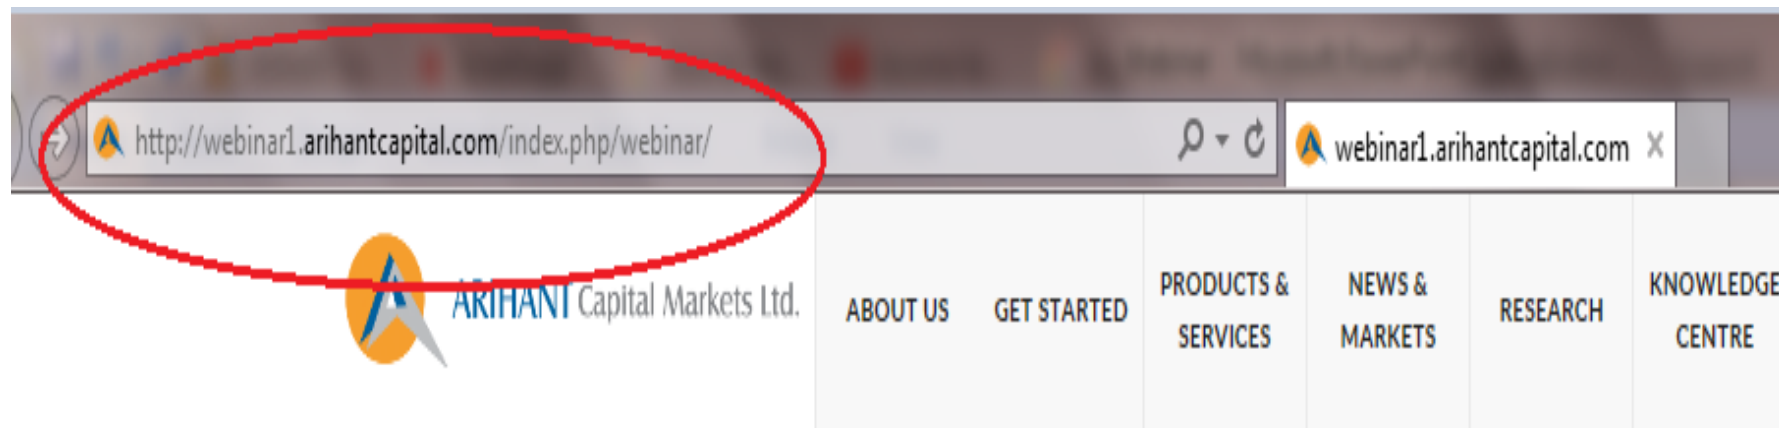 http://webinar1.arihantcapital.com/index.php/webinar/
webinar1.arihantcapital.com
ARIHANT Capital Markets Ltd.
ABOUT US
GET STARTED
PRODUCTS &
SERVICES
NEWS &
MARKETS
RESEARCH
KNOWLEDGE
CENTRE